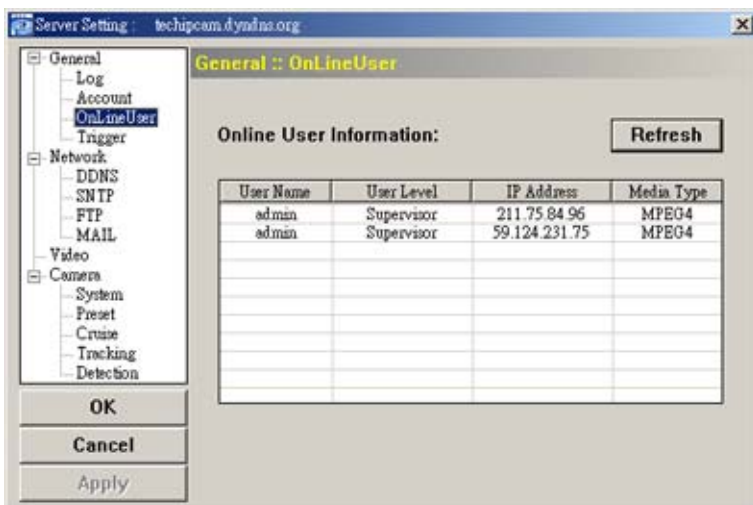 Server Setting : techipcam.dyndns.org
General
Log
Account
OnLineUser
Trigger
Network
DDNS
SNTP
FTP
MAIL
Video
Camera
System
Preset
Cruise
Tracking
Detection
OK
Cancel
Apply
General :: OnLineUser
Online User Information:
Refresh
User Name User Level IP Address Media Type
admin Supervisor 211.75.84.96 MPEG4
admin Supervisor 59.124.231.75 MPEG4